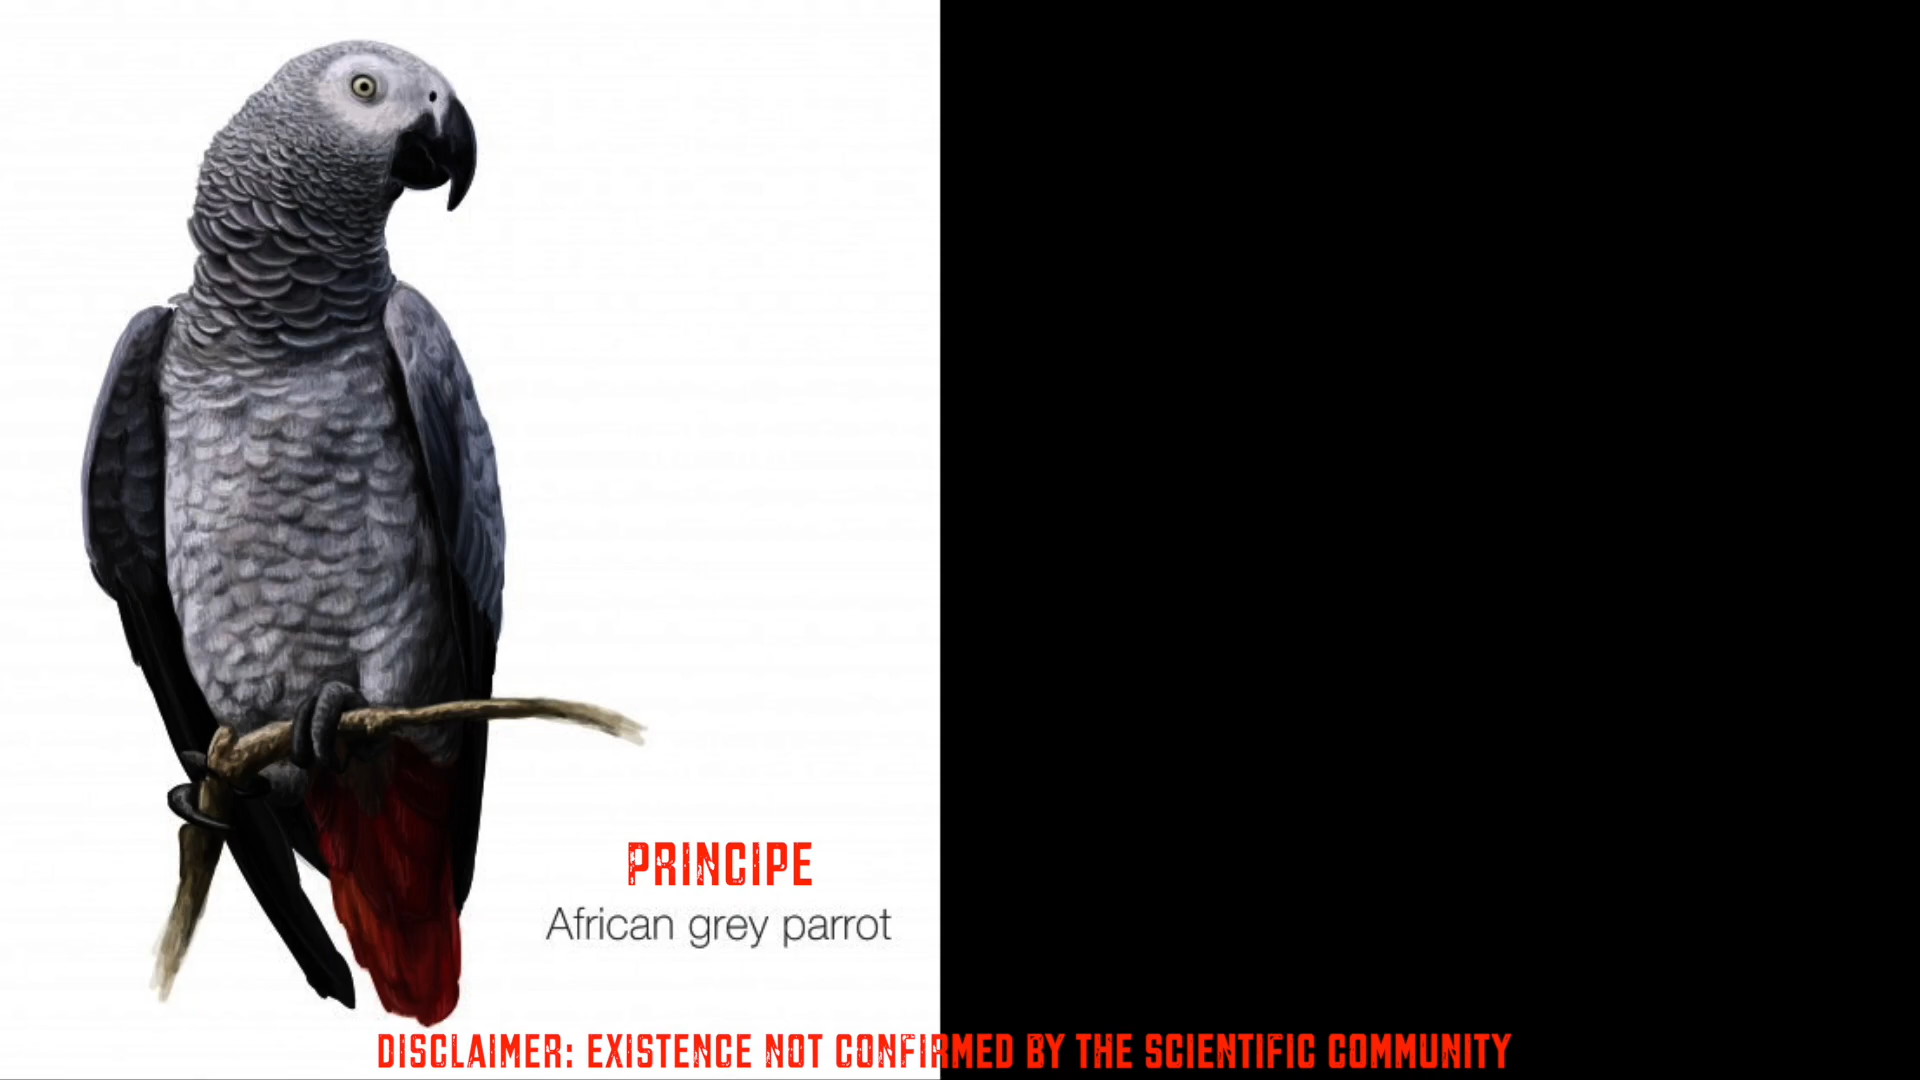 PRINCIPE
African grey parrot
DISCLAIMER: EXISTENCE NOT CONFIRMED BY THE SCIENTIFIC COMMUNITY